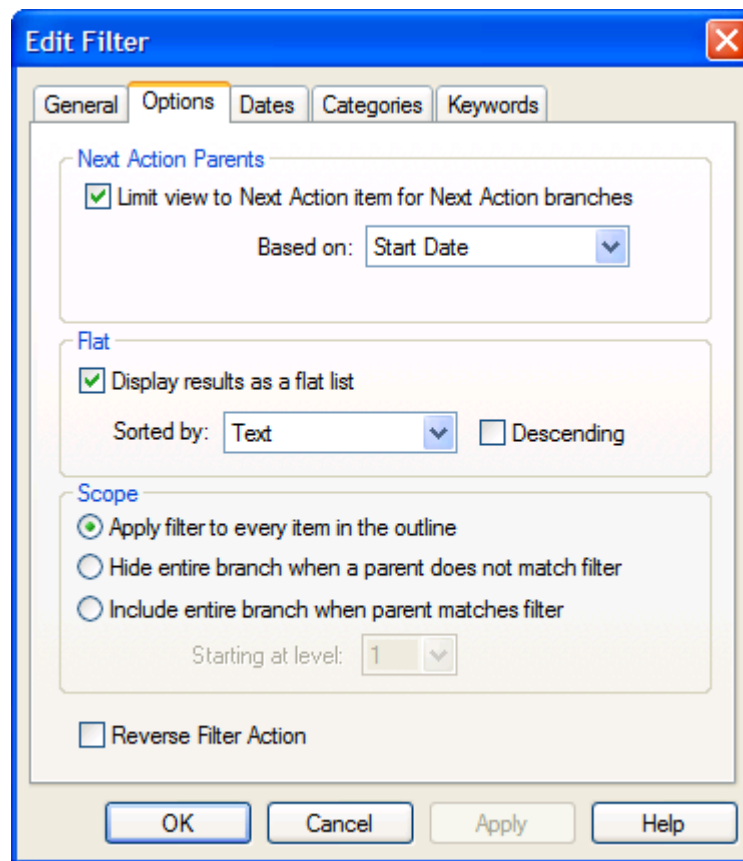 Edit Filter
General Options Dates Categories Keywords
Next Action Parents
Limit view to Next Action item for Next Action branches
Based on: Start Date
Flat
Display results as a flat list
Sorted by: Text Descending
Scope
Apply filter to every item in the outline
Hide entire branch when a parent does not match filter
Include entire branch when parent matches filter
Starting at level: 1
Reverse Filter Action
OK Cancel Apply Help